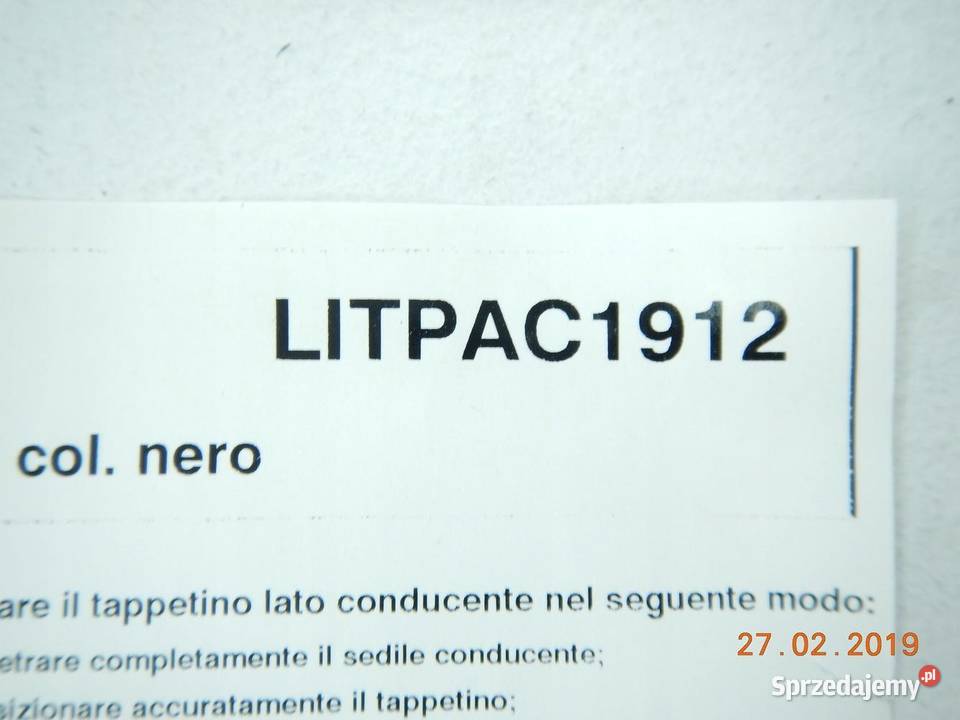 LITPAC1912
col. nero
are il tappetino lato conducente nel seguente modo:
etrare completamente il sedile conducente;
sizionare accuratamente il tappetino;
27.02.2019
Sprzedajemy.pl